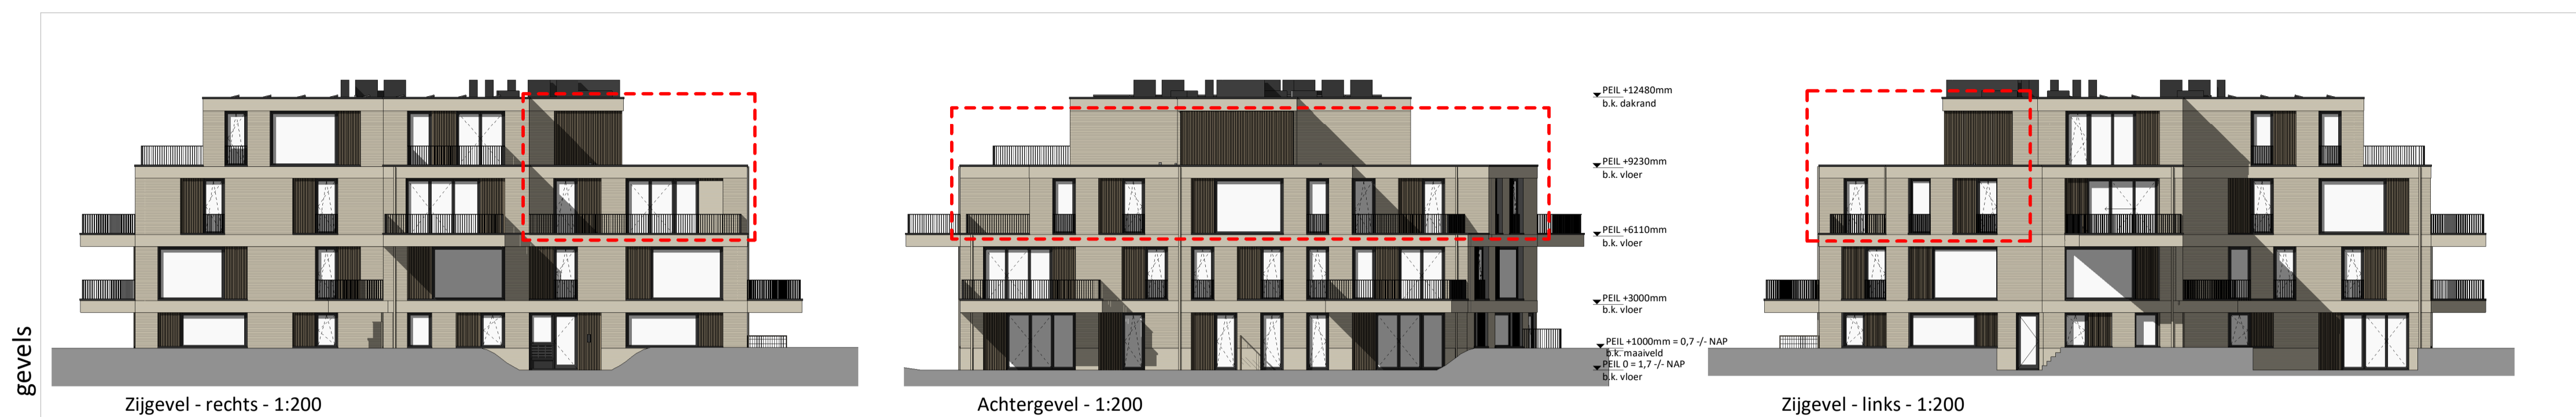 gevels
PEIL +12480mm
b.k. dakrand
PEIL +9230mm
b.k. vloer
PEIL +6110mm
b.k. vloer
PEIL +3000mm
b.k. vloer
PEIL +1000mm = 0,7 -/- NAP
b.k. maaiveld
PEIL 0 = 1,7 -/- NAP
b.k. vloer
Zijgevel - rechts - 1:200
Achtergevel - 1:200
Zijgevel - links - 1:200